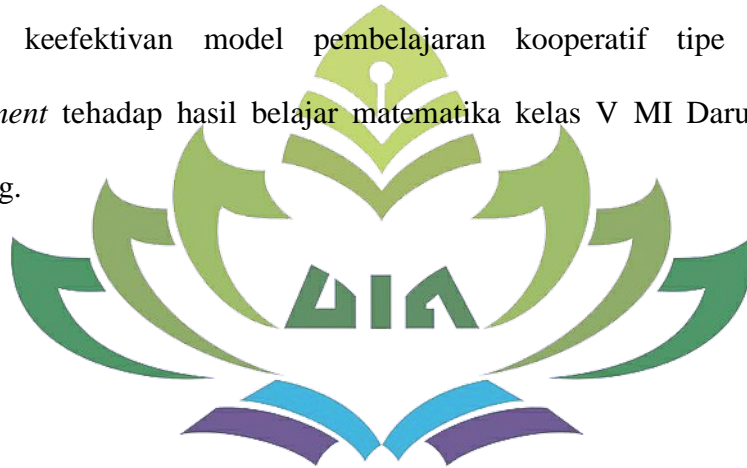 keefektivan model pembelajaran kooperatif tipe
ment tehadap hasil belajar matematika kelas V MI Daru
g.
UIN